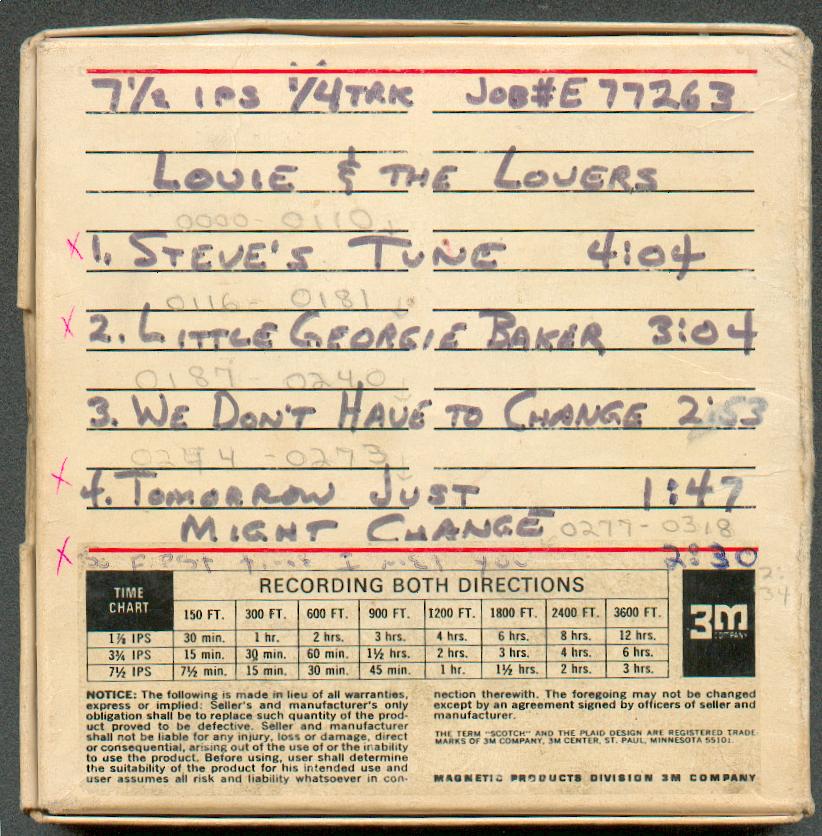 7½ IPS ¼ TRK JOB#E 77263
LOUIE & THE LOVERS
0000 - 0110
1. STEVE'S TUNE 4:04
0116 - 0181
2. LITTLE GEORGIE BAKER 3:04
0187 - 0240
3. WE DON'T HAVE TO CHANGE 2:53
0244 - 0273
4. TOMORROW JUST 1:47
MIGHT CHANGE 0277-0318
FIRST time I met you 2:30
2:34
TIME CHART
RECORDING BOTH DIRECTIONS
150 FT. 300 FT. 600 FT. 900 FT. 1200 FT. 1800 FT. 2400 FT. 3600 FT.
1⅞ IPS 30 min. 1 hr. 2 hrs. 3 hrs. 4 hrs. 6 hrs. 8 hrs. 12 hrs.
3¾ IPS 15 min. 30 min. 60 min. 1½ hrs. 2 hrs. 3 hrs. 4 hrs. 6 hrs.
7½ IPS 7½ min. 15 min. 30 min. 45 min. 1 hr. 1½ hrs. 2 hrs. 3 hrs.
3M
COMPANY
NOTICE: The following is made in lieu of all warranties,
express or implied: Seller's and manufacturer's only
obligation shall be to replace such quantity of the prod-
uct proved to be defective. Seller and manufacturer
shall not be liable for any injury, loss or damage, direct
or consequential, arising out of the use of or the inability
to use the product. Before using, user shall determine
the suitability of the product for his intended use and
user assumes all risk and liability whatsoever in con-
nection therewith. The foregoing may not be changed
except by an agreement signed by officers of seller and
manufacturer.
THE TERM "SCOTCH" AND THE PLAID DESIGN ARE REGISTERED TRADE
MARKS OF 3M COMPANY, 3M CENTER, ST. PAUL, MINNESOTA 55101.
MAGNETIC PRODUCTS DIVISION 3M COMPANY